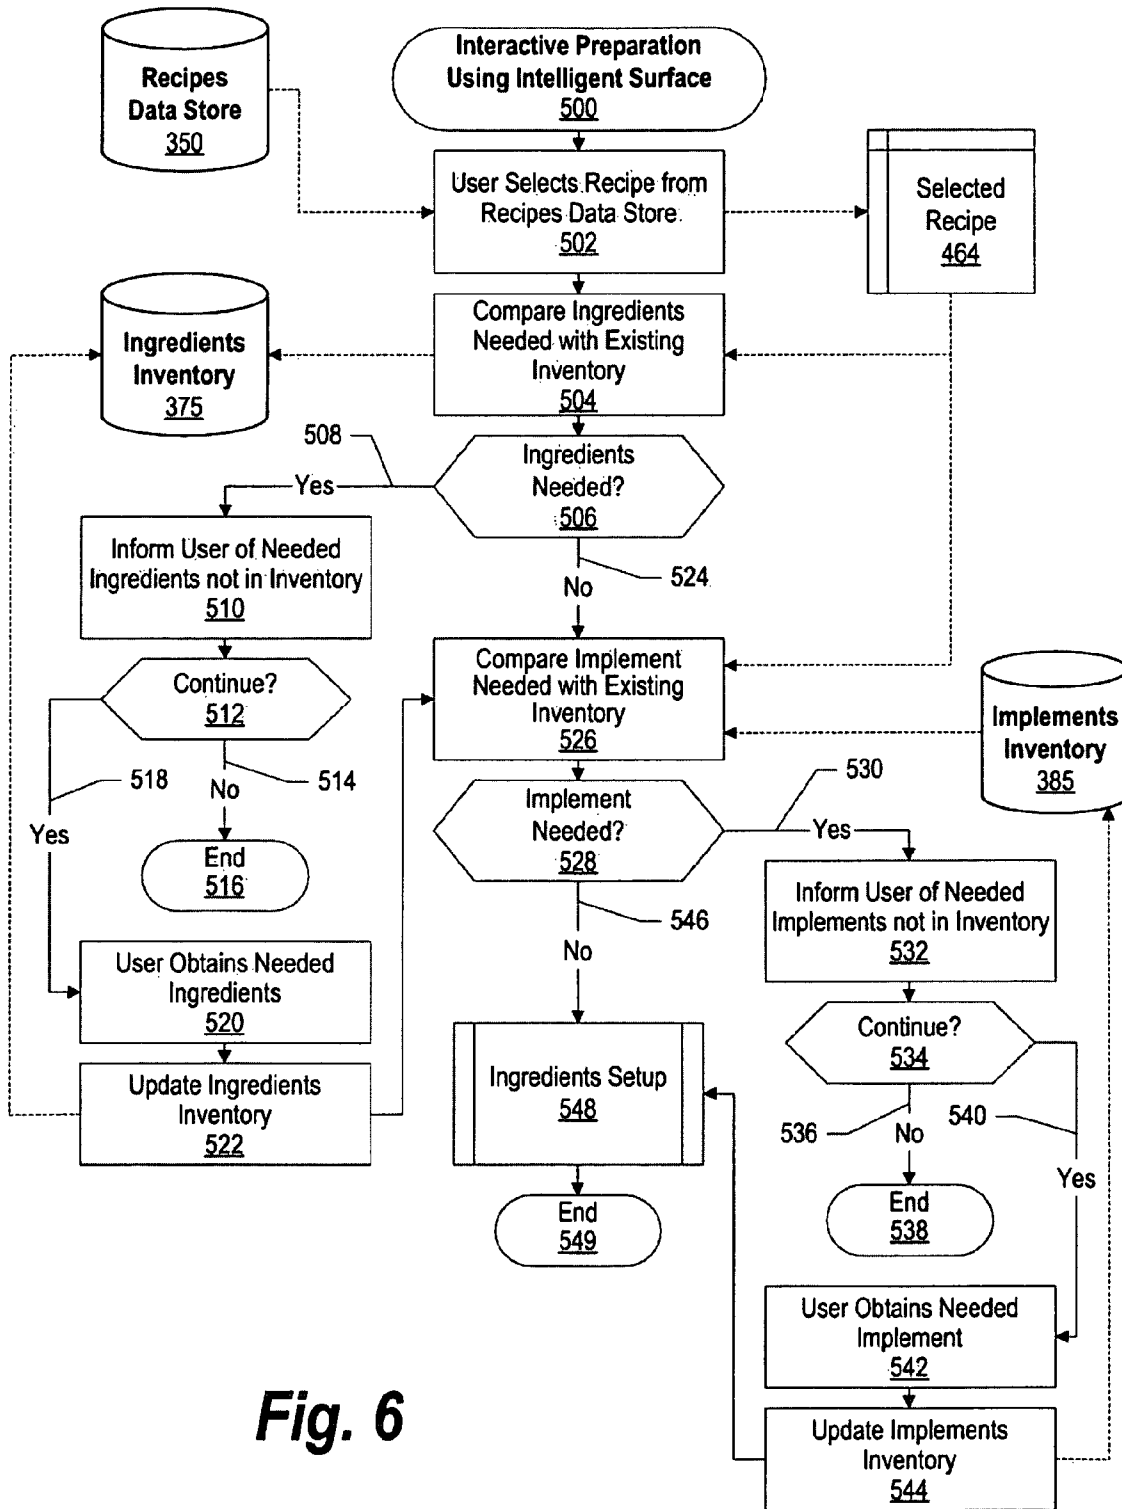 Recipes
Data Store
350
Interactive Preparation
Using Intelligent Surface
500
User Selects Recipe from
Recipes Data Store.
502
Selected
Recipe
464
Ingredients
Inventory
375
Compare Ingredients
Needed with Existing
Inventory
504
508
Yes
Ingredients
Needed?
506
Inform User of Needed
Ingredients not in Inventory
510
524
No
Continue?
512
Compare Implement
Needed with Existing
Inventory
526
Implements
Inventory
385
518
514
No
Yes
End
516
Implement
Needed?
528
530
Yes
546
No
Inform User of Needed
Implements not in Inventory
532
User Obtains Needed
Ingredients
520
Update Ingredients
Inventory
522
Ingredients Setup
548
Continue?
534
536
No
540
Yes
End
549
End
538
User Obtains Needed
Implement
542
Update Implements
Inventory
544
Fig. 6